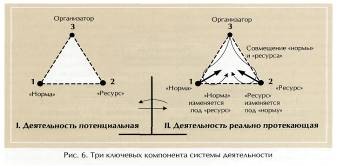 Организатор
3
1
2
«Норма»
«Ресурс»
I. Деятельность потенциальная
Организатор
3
Совмещение «нормы»
и «ресурса»
1
2
«Норма»
«Норма»
изменяется
под «ресурс»
«Ресурс»
изменяется
под «норму»
«Ресурс»
II. Деятельность реально протекающая
Рис. 6. Три ключевых компонента системы деятельности